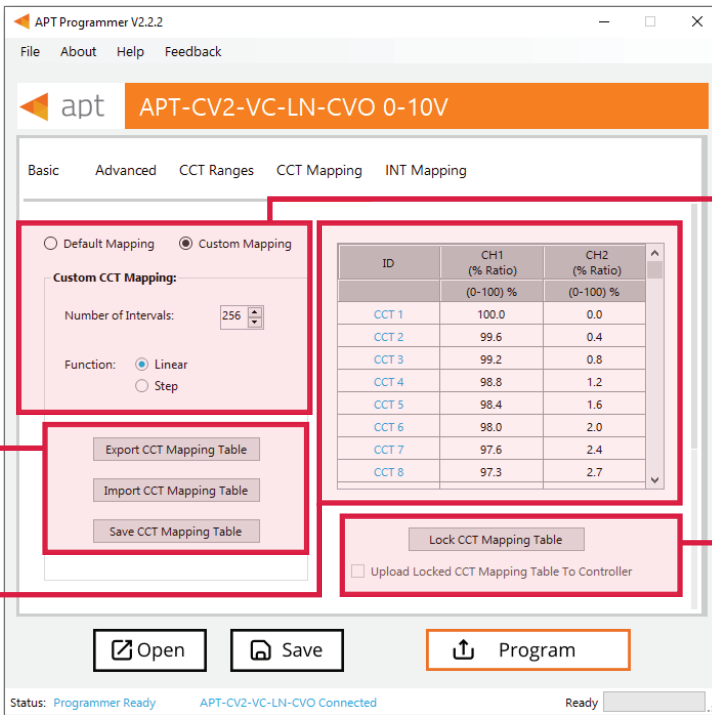 APT Programmer V2.2.2
File About Help Feedback
apt APT-CV2-VC-LN-CVO 0-10V
Basic Advanced CCT Ranges CCT Mapping INT Mapping
Default Mapping Custom Mapping
Custom CCT Mapping:
Number of Intervals: 256
Function: Linear
Step
Export CCT Mapping Table
Import CCT Mapping Table
Save CCT Mapping Table
ID CH1 (% Ratio) CH2 (% Ratio)
(0-100) % (0-100) %
CCT 1 100.0 0.0
CCT 2 99.6 0.4
CCT 3 99.2 0.8
CCT 4 98.8 1.2
CCT 5 98.4 1.6
CCT 6 98.0 2.0
CCT 7 97.6 2.4
CCT 8 97.3 2.7
Lock CCT Mapping Table
Upload Locked CCT Mapping Table To Controller
Open Save Program
Status: Programmer Ready APT-CV2-VC-LN-CVO Connected Ready